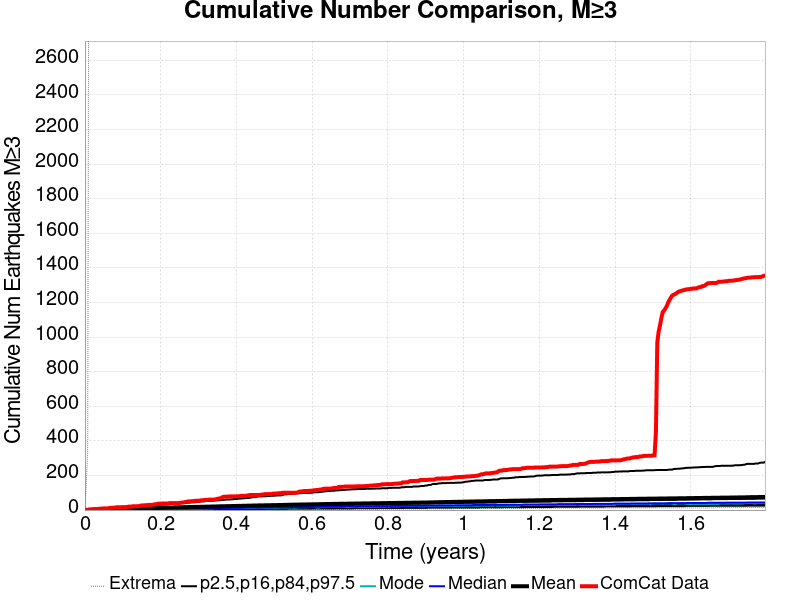 Cumulative Number Comparison, M≥3
Cumulative Num Earthquakes M≥3
2600
2400
2200
2000
1800
1600
1400
1200
1000
800
600
400
200
0
0 0.2 0.4 0.6 0.8 1 1.2 1.4 1.6
Time (years)
Extrema p2.5,p16,p84,p97.5 Mode Median Mean ComCat Data